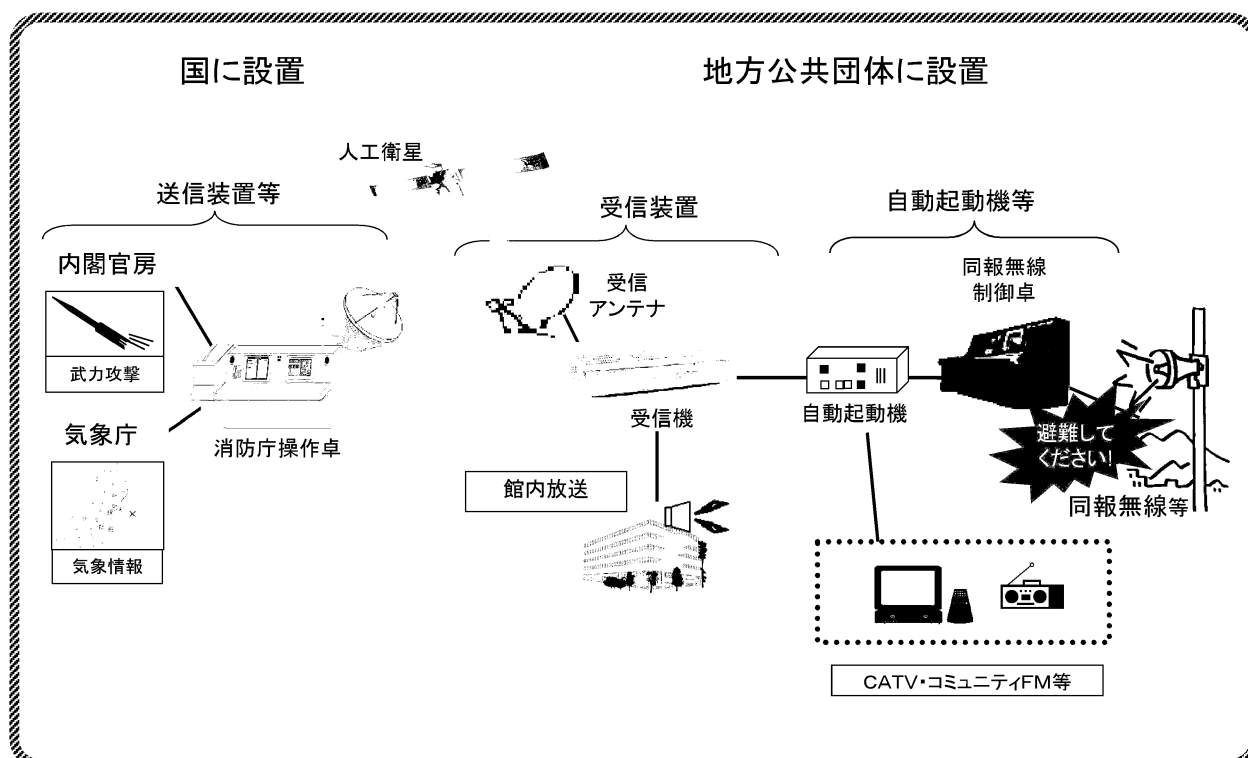 国に設置
地方公共団体に設置
人工衛星
送信装置等
受信装置
自動起動機等
内閣官房
武力攻撃
気象庁
気象情報
消防庁操作卓
受信
アンテナ
受信機
館内放送
自動起動機
同報無線
制御卓
避難して
ください!
同報無線等
CATV・コミュニティFM等